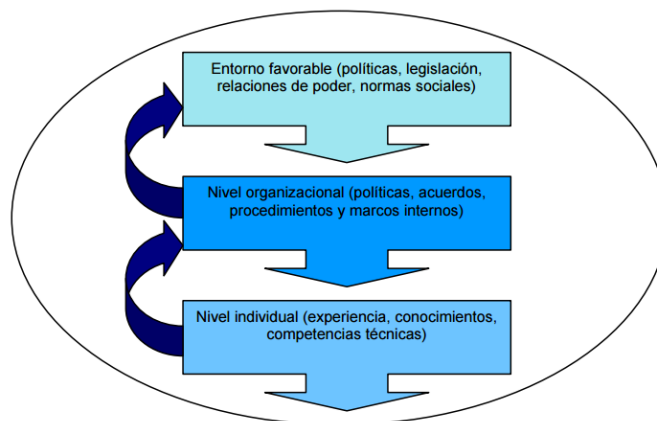 Entorno favorable (políticas, legislación,
relaciones de poder, normas sociales)
Nivel organizacional (políticas, acuerdos,
procedimientos y marcos internos)
Nivel individual (experiencia, conocimientos,
competencias técnicas)